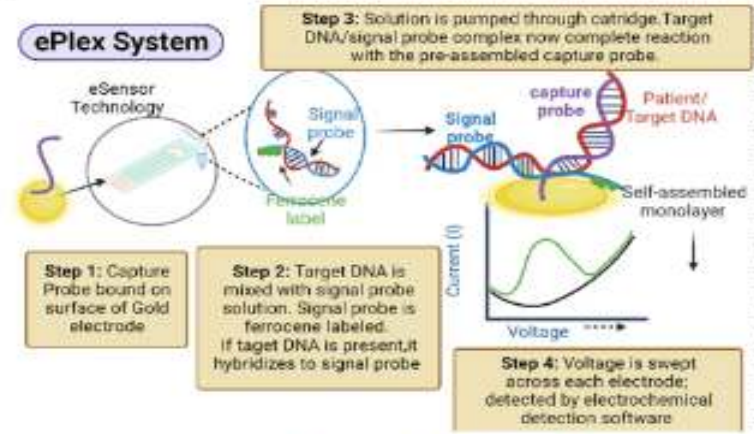 ePlex System
Step 3: Solution is pumped through catridge.Target
DNA/signal probe complex now complete reaction
with the pre-assembled capture probe.
eSensor
Technology
Signal
probe
Ferrocene
label
Signal
probe
capture
probe
Patient/
Target DNA
Self-assembled
monolayer
Step 1: Capture
Probe bound on
surface of Gold
electrode
Step 2: Target DNA is
mixed with signal probe
solution. Signal probe is
ferrocene labeled.
If taget DNA is present,it
hybridizes to signal probe
Current (I)
Voltage
Step 4: Voltage is swept
across each electrode;
detected by electrochemical
detection software